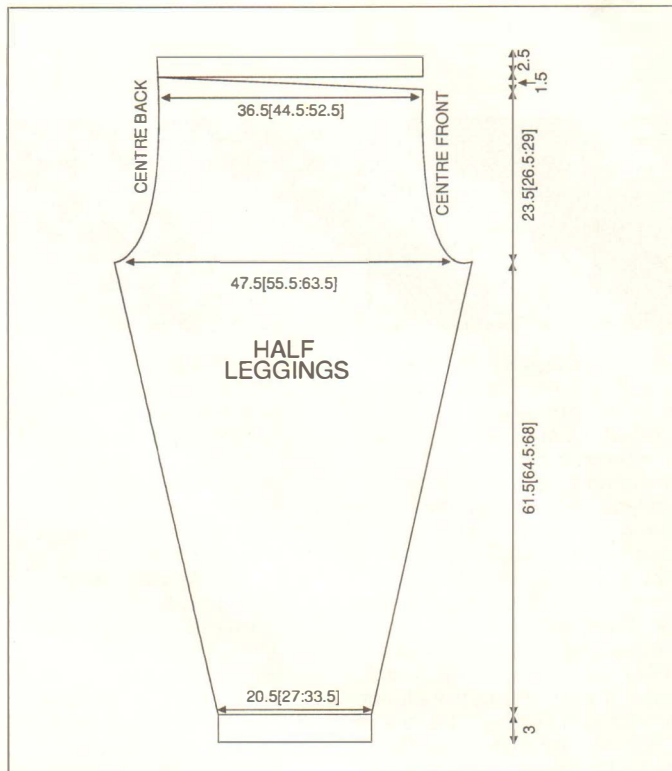 2.5
1.5
36.5[44.5:52.5]
CENTRE BACK
CENTRE FRONT
23.5[26.5:29]
47.5[55.5:63.5]
HALF
LEGGINGS
61.5[64.5:68]
20.5[27:33.5]
3